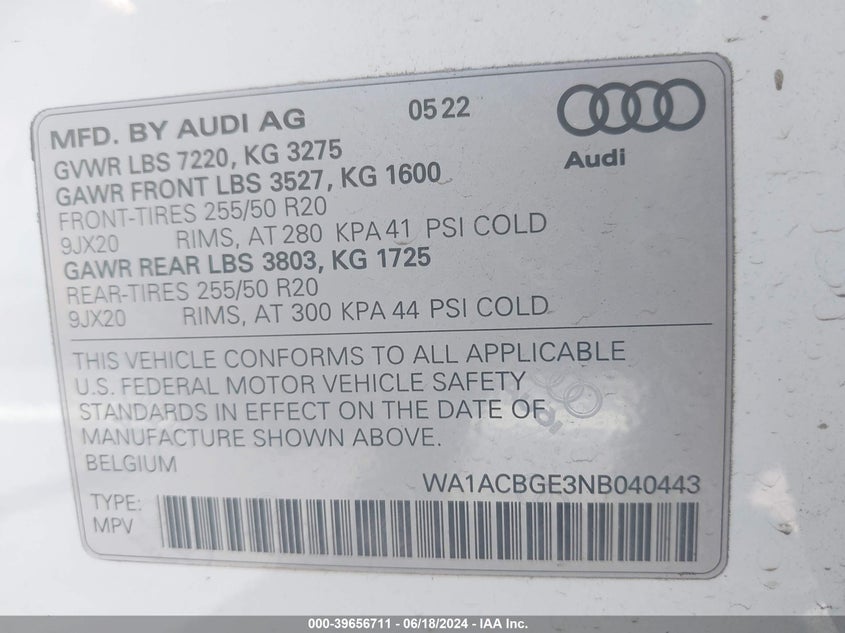 MFD. BY AUDI AG 0522
Audi
GVWR LBS 7220, KG 3275
GAWR FRONT LBS 3527, KG 1600
FRONT-TIRES 255/50 R20
9JX20 RIMS, AT 280 KPA 41 PSI COLD
GAWR REAR LBS 3803, KG 1725
REAR-TIRES 255/50 R20
9JX20 RIMS, AT 300 KPA 44 PSI COLD
THIS VEHICLE CONFORMS TO ALL APPLICABLE
U.S. FEDERAL MOTOR VEHICLE SAFETY
STANDARDS IN EFFECT ON THE DATE OF
MANUFACTURE SHOWN ABOVE.
BELGIUM
WA1ACBGE3NB040443
TYPE:
MPV
000-39656711 - 06/18/2024 - IAA Inc.